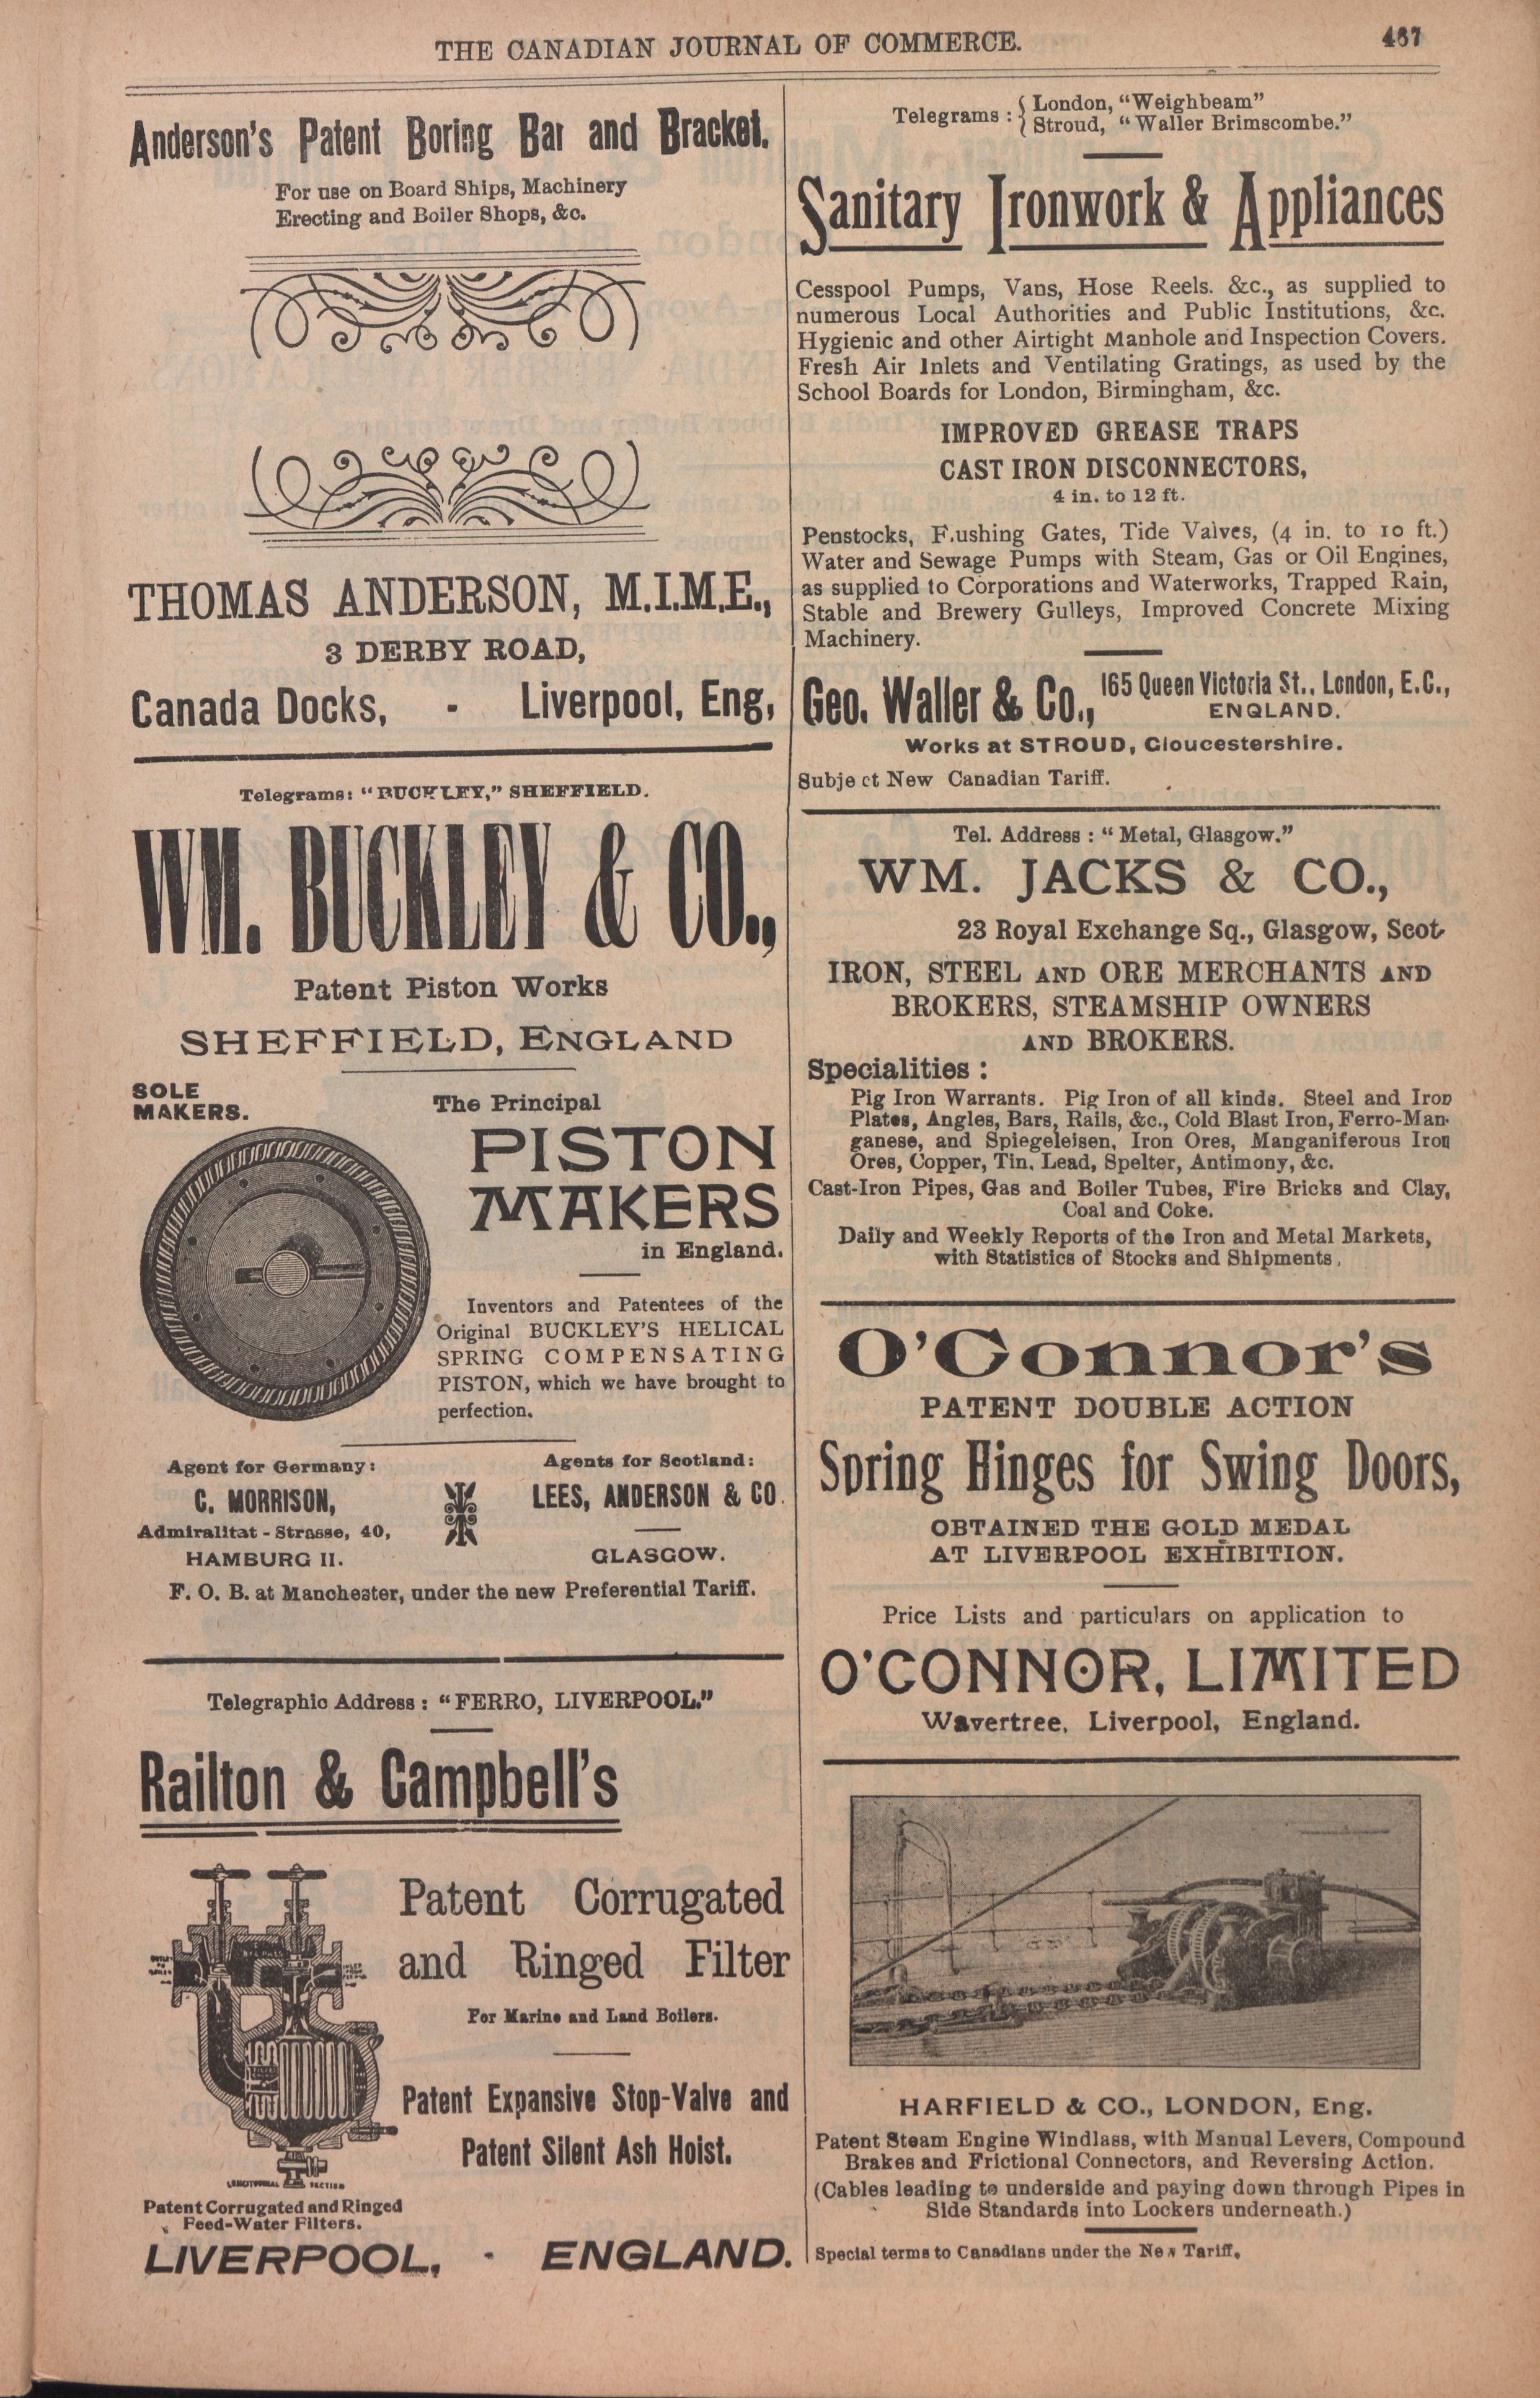 THE CANADIAN JOURNAL OF COMMERCE.
467
Anderson's Patent Boring Bar and Bracket.
For use on Board Ships, Machinery
Erecting and Boiler Shops, &c.
THOMAS ANDERSON, M.I.M.E.,
3 DERBY ROAD,
Canada Docks, - Liverpool, Eng,
Telegrams: "BUCKLEY," SHEFFIELD.
WM. BUCKLEY & CO.,
Patent Piston Works
SHEFFIELD, ENGLAND
SOLE
MAKERS.
The Principal
PISTON
MAKERS
in England.
Inventors and Patentees of the
Original BUCKLEY'S HELICAL
SPRING COMPENSATING
PISTON, which we have brought to
perfection.
Agent for Germany:
C. MORRISON,
Admiralitat - Strasse, 40,
HAMBURG II.
Agents for Scotland:
LEES, ANDERSON & CO.
GLASGOW.
F. O. B. at Manchester, under the new Preferential Tariff.
Telegraphic Address : "FERRO, LIVERPOOL."
Railton & Campbell's
Patent Corrugated
and Ringed Filter
For Marine and Land Boilers.
Patent Expansive Stop-Valve and
Patent Silent Ash Hoist.
LONGITUDINAL SECTION
Patent Corrugated and Ringed
Feed-Water Filters.
LIVERPOOL, - ENGLAND.
Telegrams : { London, "Weighbeam"
Stroud, "Waller Brimscombe."
Sanitary Ironwork & Appliances
Cesspool Pumps, Vans, Hose Reels. &c., as supplied to
numerous Local Authorities and Public Institutions, &c.
Hygienic and other Airtight Manhole and Inspection Covers.
Fresh Air Inlets and Ventilating Gratings, as used by the
School Boards for London, Birmingham, &c.
IMPROVED GREASE TRAPS
CAST IRON DISCONNECTORS,
4 in. to 12 ft.
Penstocks, F.ushing Gates, Tide Valves, (4 in. to 10 ft.)
Water and Sewage Pumps with Steam, Gas or Oil Engines,
as supplied to Corporations and Waterworks, Trapped Rain,
Stable and Brewery Gulleys, Improved Concrete Mixing
Machinery.
Geo. Waller & Co., 165 Queen Victoria St., London, E.C.,
ENGLAND.
Works at STROUD, Gloucestershire.
Subject New Canadian Tariff.
Tel. Address : "Metal, Glasgow."
WM. JACKS & CO.,
23 Royal Exchange Sq., Glasgow, Scot.
IRON, STEEL AND ORE MERCHANTS AND
BROKERS, STEAMSHIP OWNERS
AND BROKERS.
Specialities :
Pig Iron Warrants. Pig Iron of all kinds. Steel and Iron
Plates, Angles, Bars, Rails, &c., Cold Blast Iron, Ferro-Man-
ganese, and Spiegeleisen, Iron Ores, Manganiferous Iron
Ores, Copper, Tin, Lead, Spelter, Antimony, &c.
Cast-Iron Pipes, Gas and Boiler Tubes, Fire Bricks and Clay,
Coal and Coke.
Daily and Weekly Reports of the Iron and Metal Markets,
with Statistics of Stocks and Shipments.
O'Connor's
PATENT DOUBLE ACTION
Spring Hinges for Swing Doors,
OBTAINED THE GOLD MEDAL
AT LIVERPOOL EXHIBITION.
Price Lists and particulars on application to
O'CONNOR, LIMITED
Wavertree, Liverpool, England.
HARFIELD & CO., LONDON, Eng.
Patent Steam Engine Windlass, with Manual Levers, Compound
Brakes and Frictional Connectors, and Reversing Action.
(Cables leading to underside and paying down through Pipes in
Side Standards into Lockers underneath.)
Special terms to Canadians under the New Tariff.